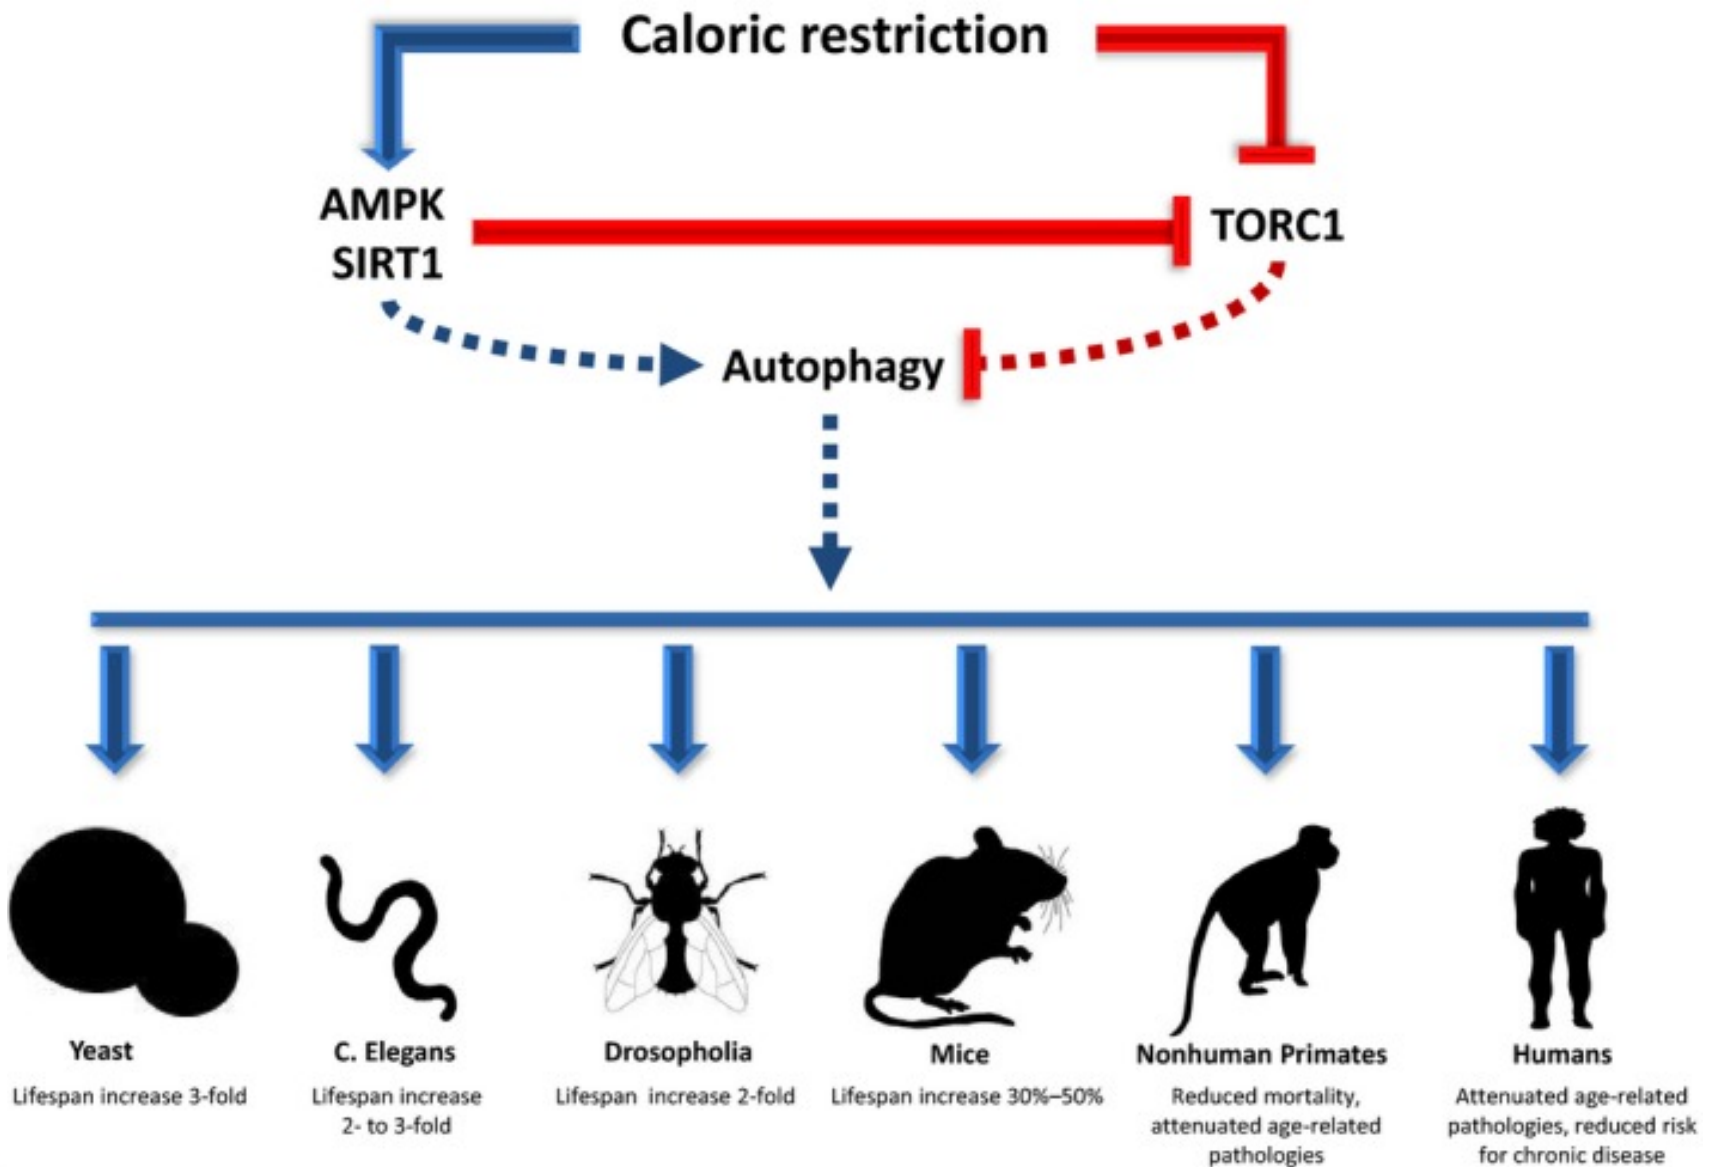 Caloric restriction
AMPK
SIRT1
TORC1
Autophagy
Yeast
Lifespan increase 3-fold
C. Elegans
Lifespan increase
2- to 3-fold
Drosopholia
Lifespan increase 2-fold
Mice
Lifespan increase 30%–50%
Nonhuman Primates
Reduced mortality,
attenuated age-related
pathologies
Humans
Attenuated age-related
pathologies, reduced risk
for chronic disease